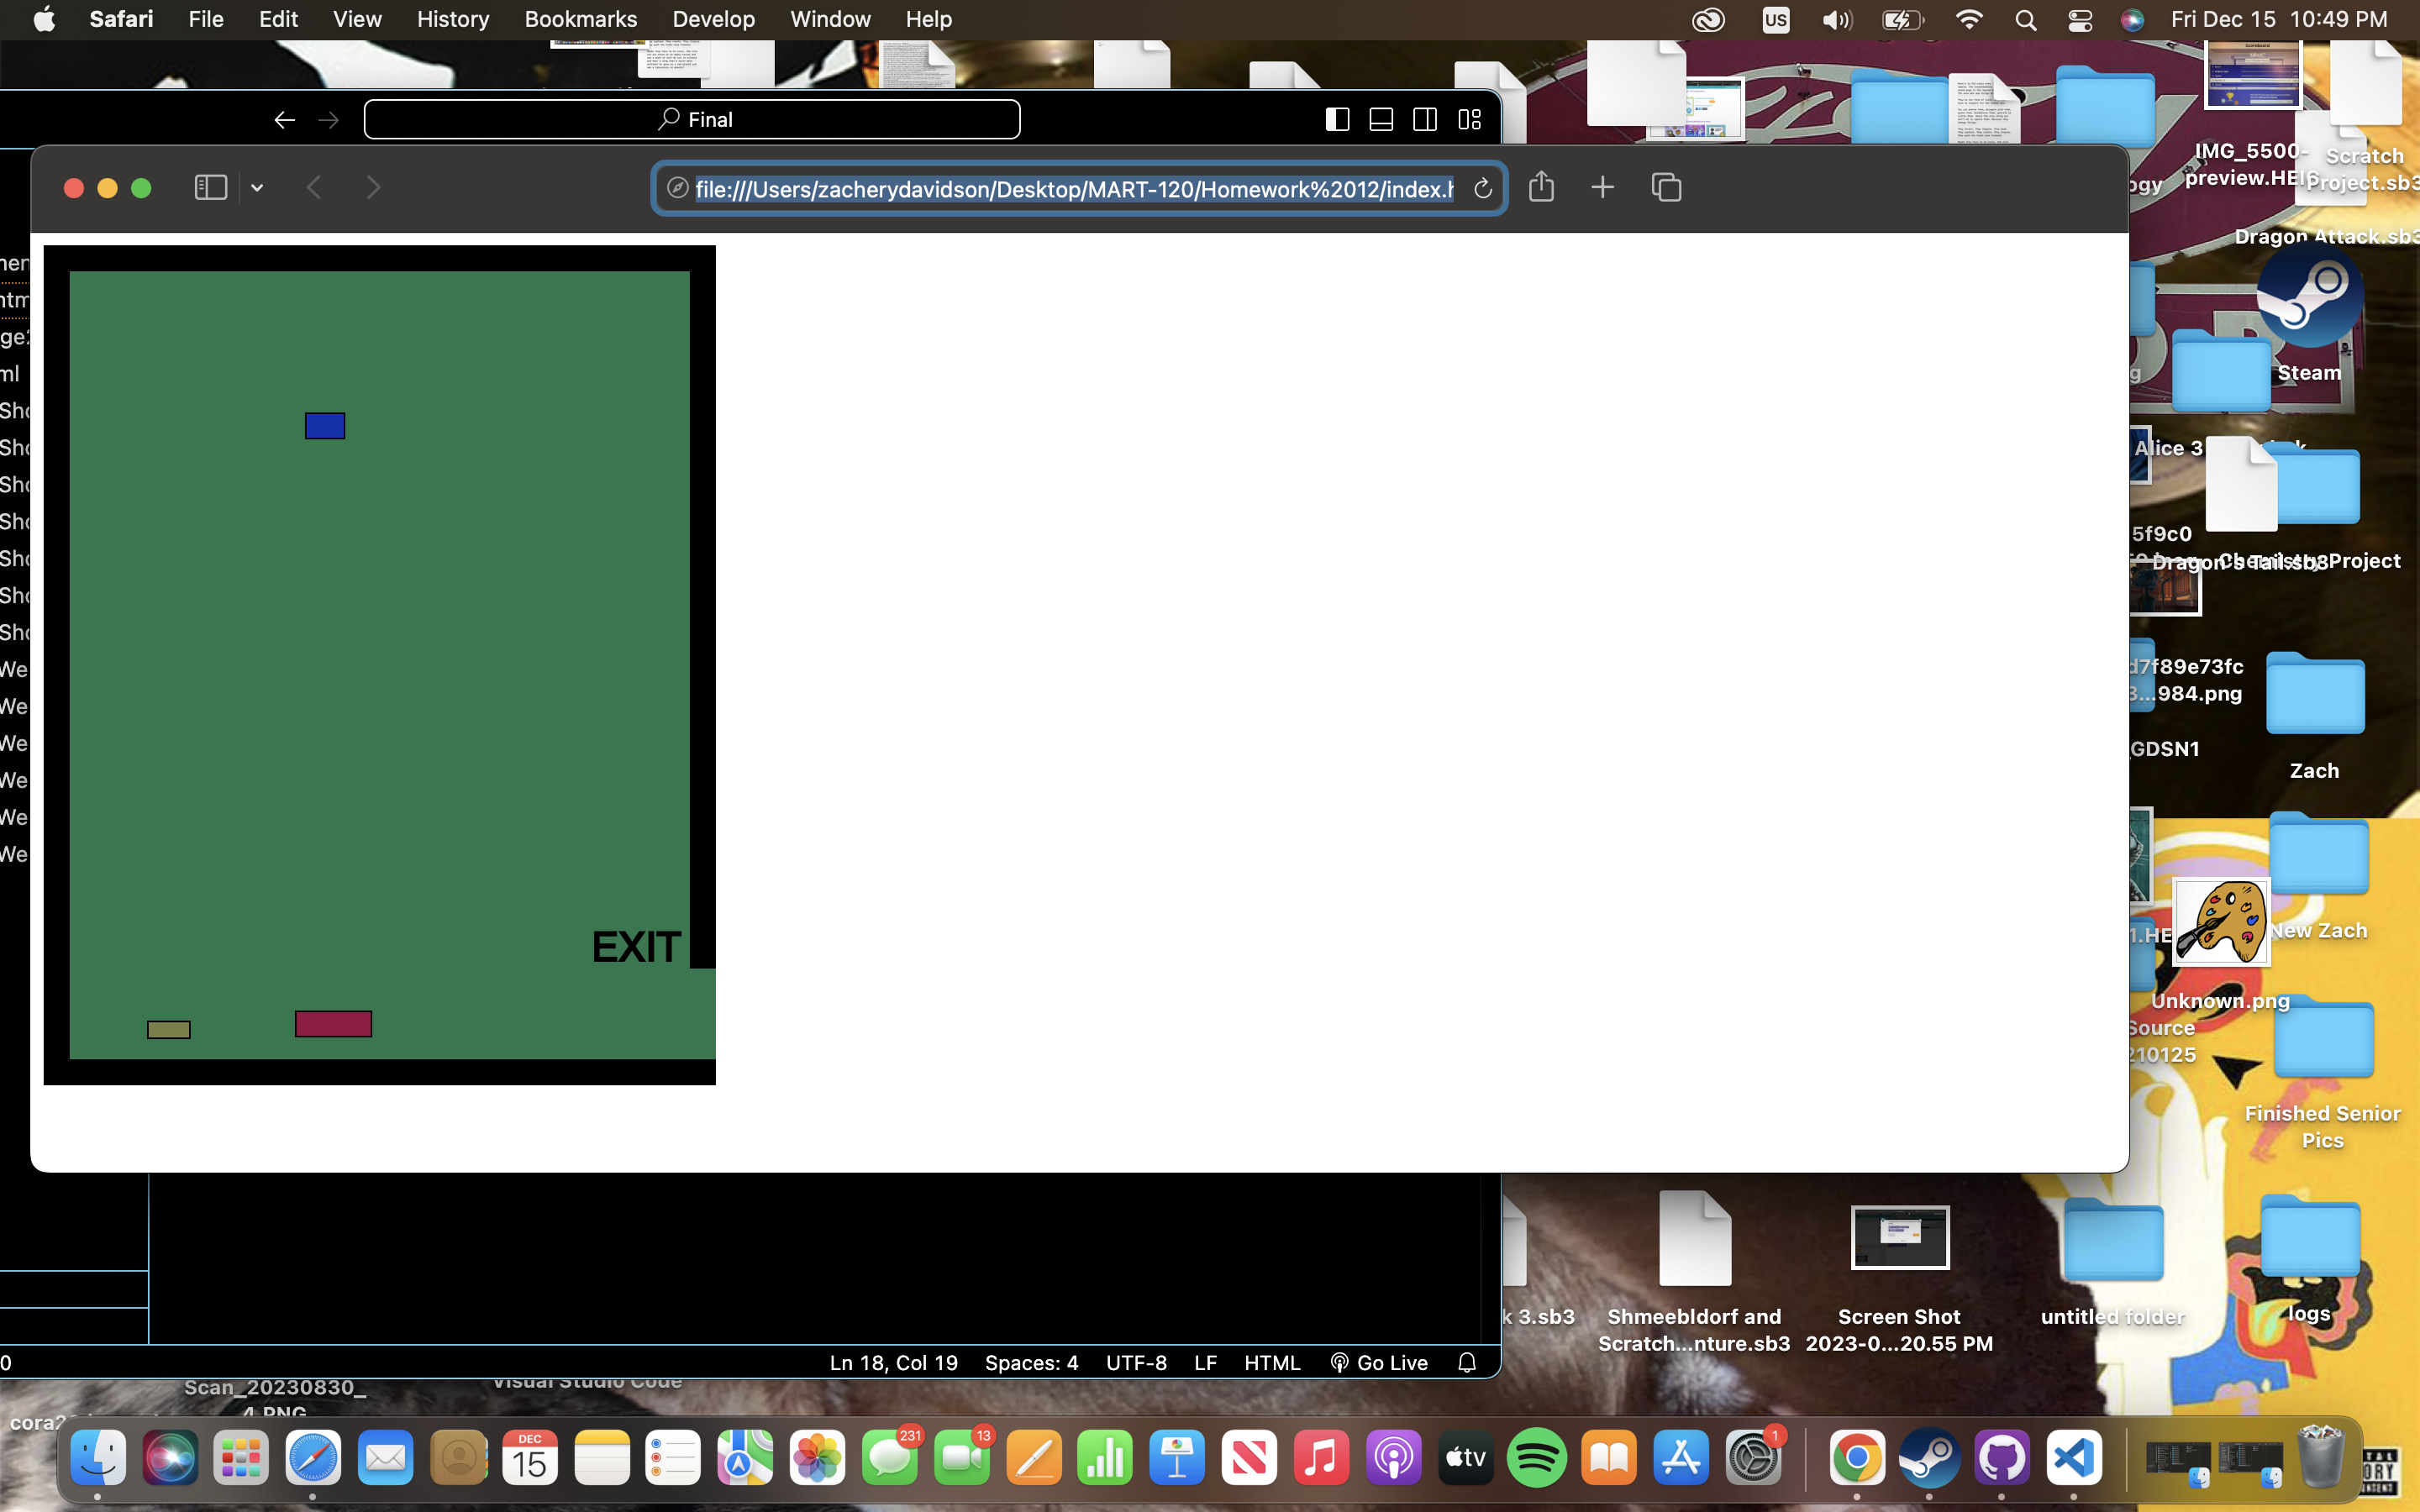 Safari File Edit View History Bookmarks Develop Window Help US Fri Dec 15 10:49 PM
Final
file:///Users/zacherydavidson/Desktop/MART-120/Homework%2012/index.h
IMG_5500-
preview.HEI
Scratch
Project.sb3
Dragon Attack.sb3
Steam
Alice 3
5f9c0
Dragon's Tail.sb3
Chemistry Project
d7f89e73fc
3...984.png
GDSN1
Zach
EXIT
New Zach
1.HE
Unknown.png
Source
210125
Finished Senior
Pics
k 3.sb3
Shmeebldorf and
Scratch...nture.sb3
Screen Shot
2023-0...20.55 PM
untitled folder
logs
Ln 18, Col 19 Spaces: 4 UTF-8 LF HTML Go Live
Scan_20230830_
4.PNG
Visual Studio Code
DEC
15
231
13
tv
1